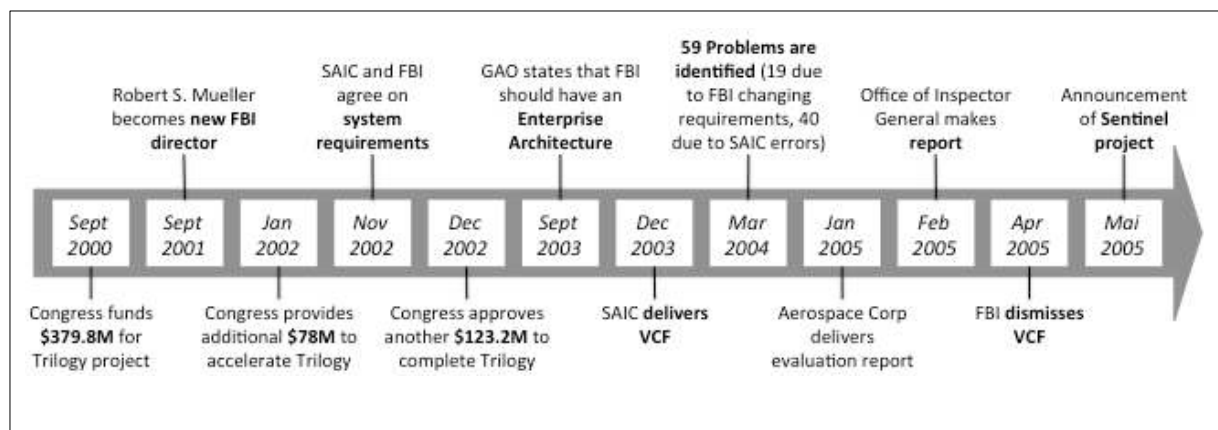 Robert S. Mueller
becomes new FBI
director
SAIC and FBI
agree on
system
requirements
GAO states that FBI
should have an
Enterprise
Architecture
59 Problems are
identified (19 due
to FBI changing
requirements, 40
due to SAIC errors)
Office of Inspector
General makes
report
Announcement
of Sentinel
project
Sept
2000
Sept
2001
Jan
2002
Nov
2002
Dec
2002
Sept
2003
Dec
2003
Mar
2004
Jan
2005
Feb
2005
Apr
2005
Mai
2005
Congress funds
$379.8M for
Trilogy project
Congress provides
additional $78M to
accelerate Trilogy
Congress approves
another $123.2M to
complete Trilogy
SAIC delivers
VCF
Aerospace Corp
delivers
evaluation report
FBI dismisses
VCF